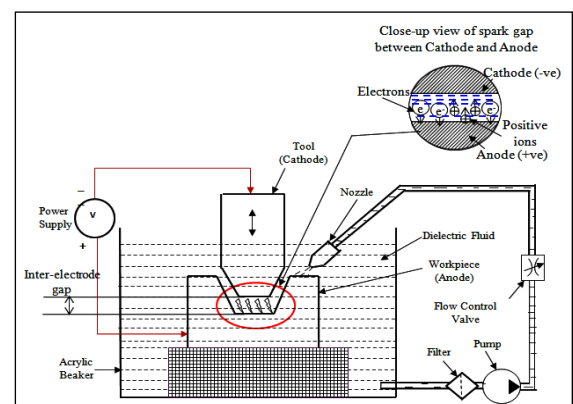 Close-up view of spark gap
between Cathode and Anode
Cathode (-ve)
Electrons
e
e-
e-
Positive
ions
Anode (+ve)
Tool
(Cathode)
Nozzle
Power
Supply
V
+
Dielectric Fluid
Inter-electrode
gap
Workpiece
(Anode)
Flow Control
Valve
Acrylic
Beaker
Filter
Pump